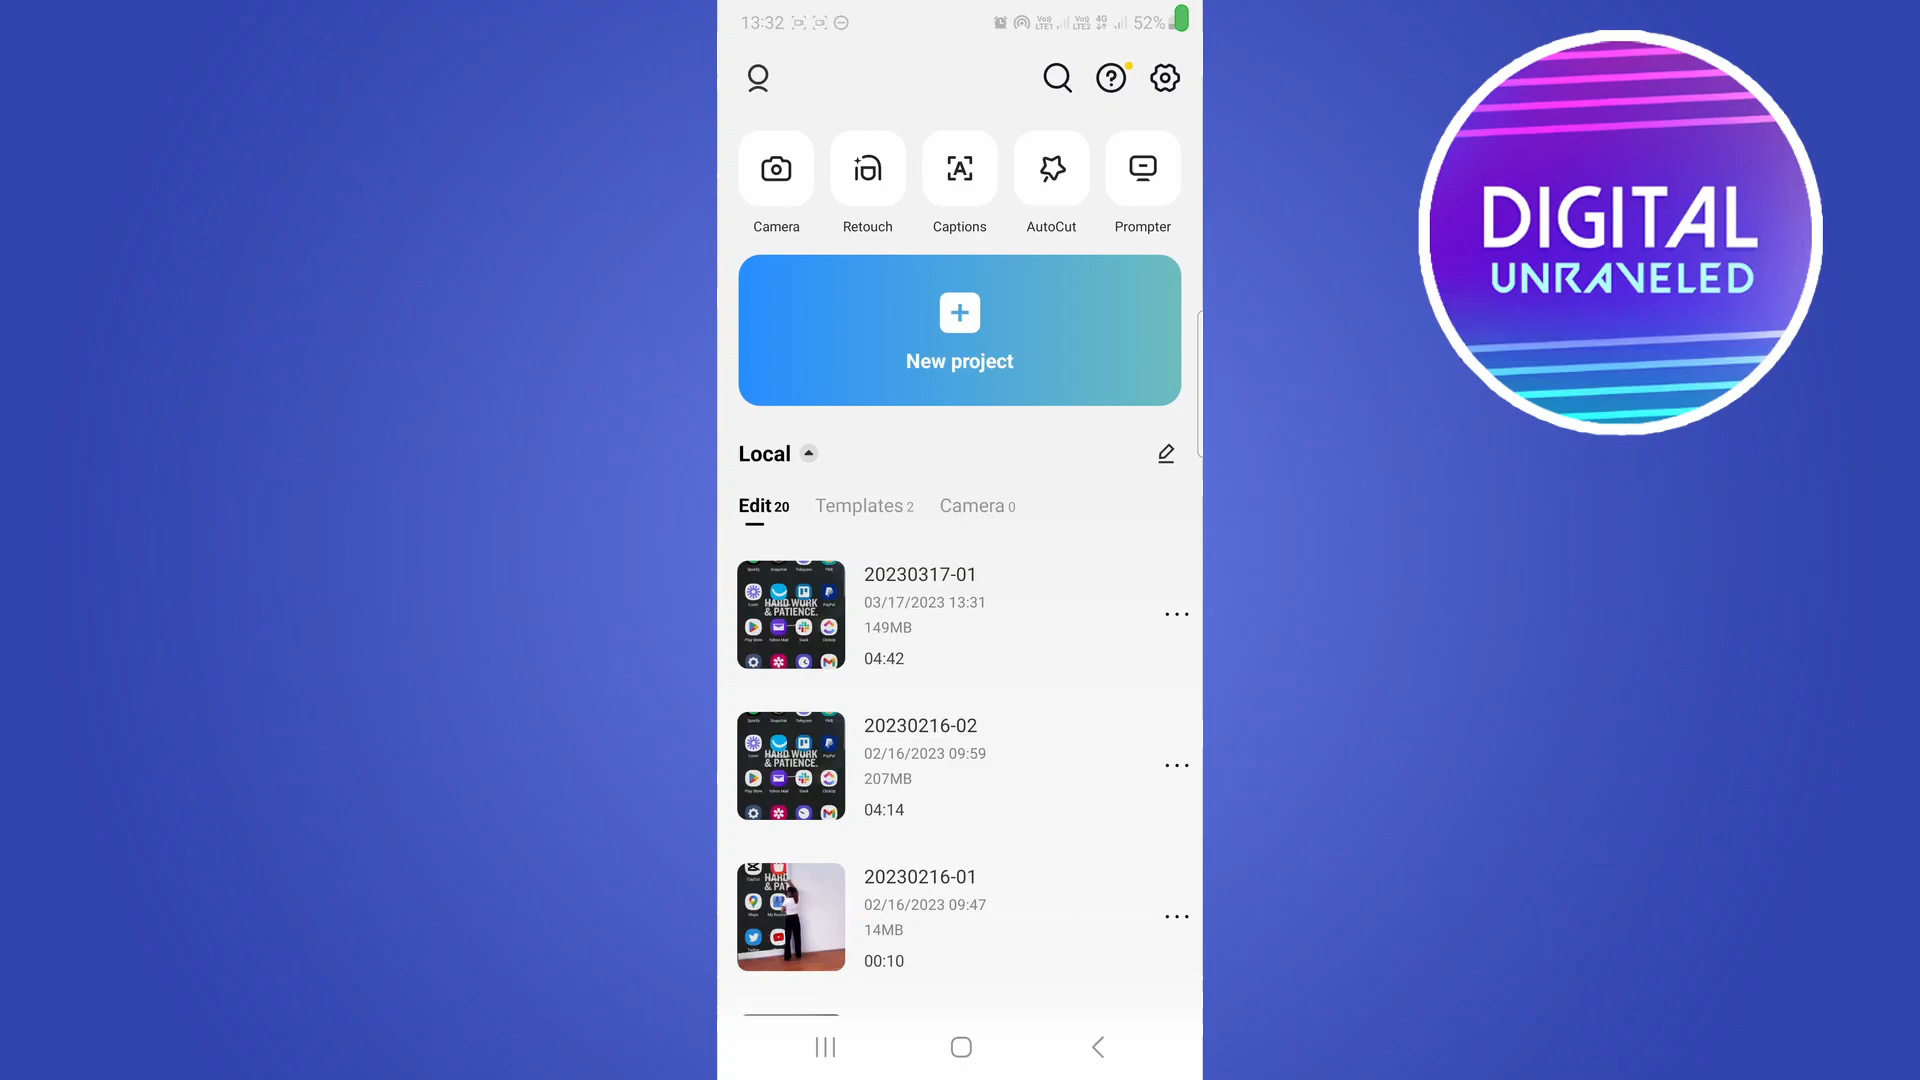 13:32
52%
DIGITAL
UNRAVELED
Camera
Retouch
Captions
AutoCut
Prompter
New project
Local
Edit 20
Templates 2
Camera 0
20230317-01
03/17/2023 13:31
149MB
04:42
HARD WORK
& PATIENCE.
20230216-02
02/16/2023 09:59
207MB
04:14
HARD WORK
& PATIENCE.
20230216-01
02/16/2023 09:47
14MB
00:10